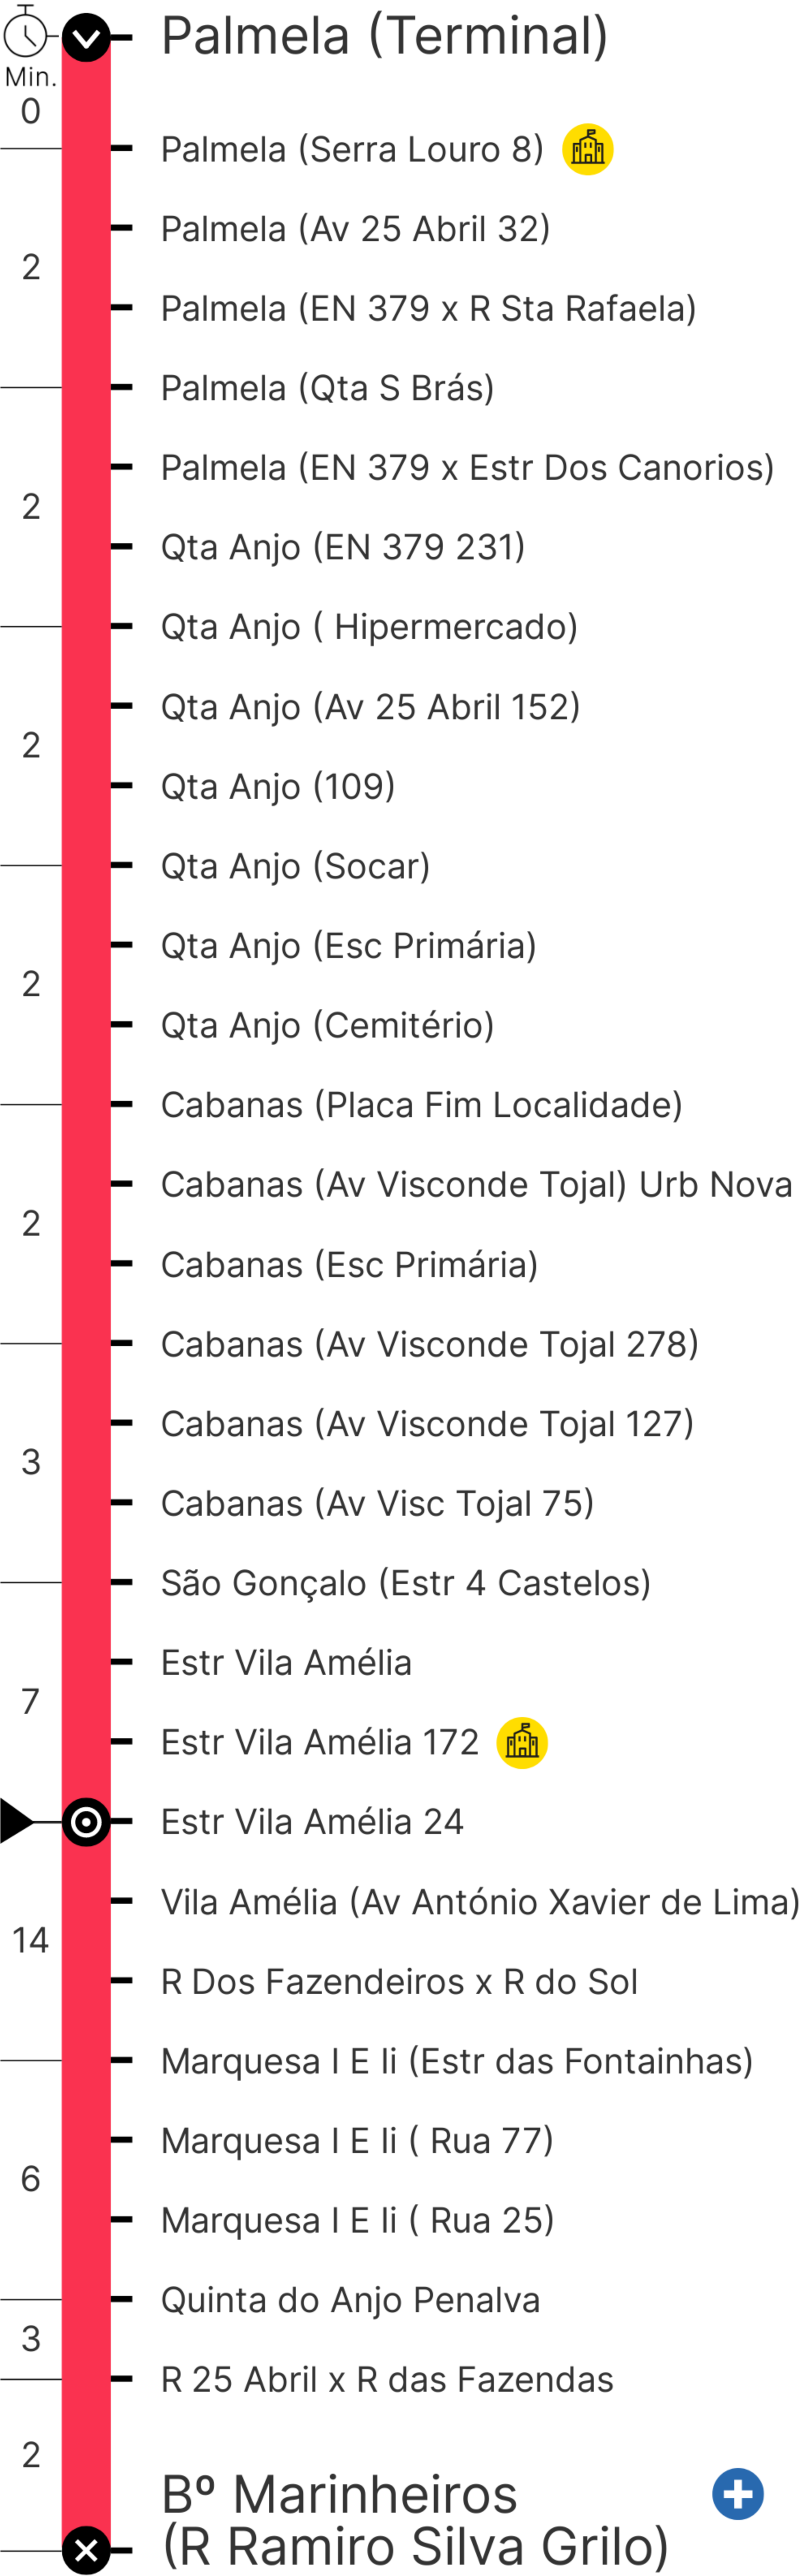 Palmela (Terminal)
Min.
0
Palmela (Serra Louro 8)
Palmela (Av 25 Abril 32)
2
Palmela (EN 379 x R Sta Rafaela)
Palmela (Qta S Brás)
Palmela (EN 379 x Estr Dos Canorios)
2
Qta Anjo (EN 379 231)
Qta Anjo ( Hipermercado)
Qta Anjo (Av 25 Abril 152)
2
Qta Anjo (109)
Qta Anjo (Socar)
Qta Anjo (Esc Primária)
2
Qta Anjo (Cemitério)
Cabanas (Placa Fim Localidade)
Cabanas (Av Visconde Tojal) Urb Nova
2
Cabanas (Esc Primária)
Cabanas (Av Visconde Tojal 278)
Cabanas (Av Visconde Tojal 127)
3
Cabanas (Av Visc Tojal 75)
São Gonçalo (Estr 4 Castelos)
Estr Vila Amélia
7
Estr Vila Amélia 172
Estr Vila Amélia 24
Vila Amélia (Av António Xavier de Lima)
14
R Dos Fazendeiros x R do Sol
Marquesa I E Ii (Estr das Fontainhas)
Marquesa I E Ii ( Rua 77)
6
Marquesa I E Ii ( Rua 25)
Quinta do Anjo Penalva
3
R 25 Abril x R das Fazendas
2
Bº Marinheiros
(R Ramiro Silva Grilo)